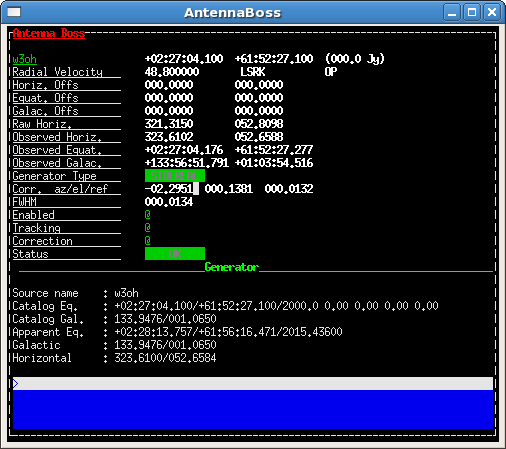 AntennaBoss
Antenna Boss
w3oh +02:27:04.100 +61:52:27.100 (000.0 Jy)
Radial Velocity 48.800000 LSRK OP
Horiz. Offs 000.0000 000.0000
Equat. Offs 000.0000 000.0000
Galac. Offs 000.0000 000.0000
Raw Horiz. 321.3150 052.8098
Observed Horiz. 323.6102 052.6588
Observed Equat. +02:27:04.176 +61:52:27.277
Observed Galac. +133:56:51.791 +01:03:54.516
Generator Type SIDEREAL
Corr. az/el/ref -02.2951 000.1381 000.0132
FWHM 000.0134
Enabled @
Tracking @
Correction @
Status OK
Generator
Source name : w3oh
Catalog Eq. : +02:27:04.100/+61:52:27.100/2000.0 0.00 0.00 0.00 0.00
Catalog Gal. : 133.9476/001.0650
Apparent Eq. : +02:28:13.757/+61:56:16.471/2015.43600
Galactic : 133.9476/001.0650
Horizontal : 323.6100/052.6584
>